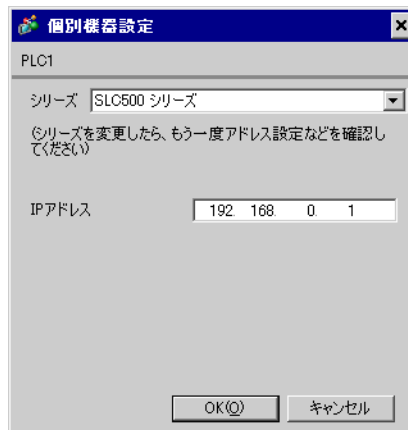 個別機器設定
PLC1
シリーズ SLC500 シリーズ
(シリーズを変更したら、もう一度アドレス設定などを確認し
てください)
IPアドレス 192. 168. 0. 1
OK(O) キャンセル